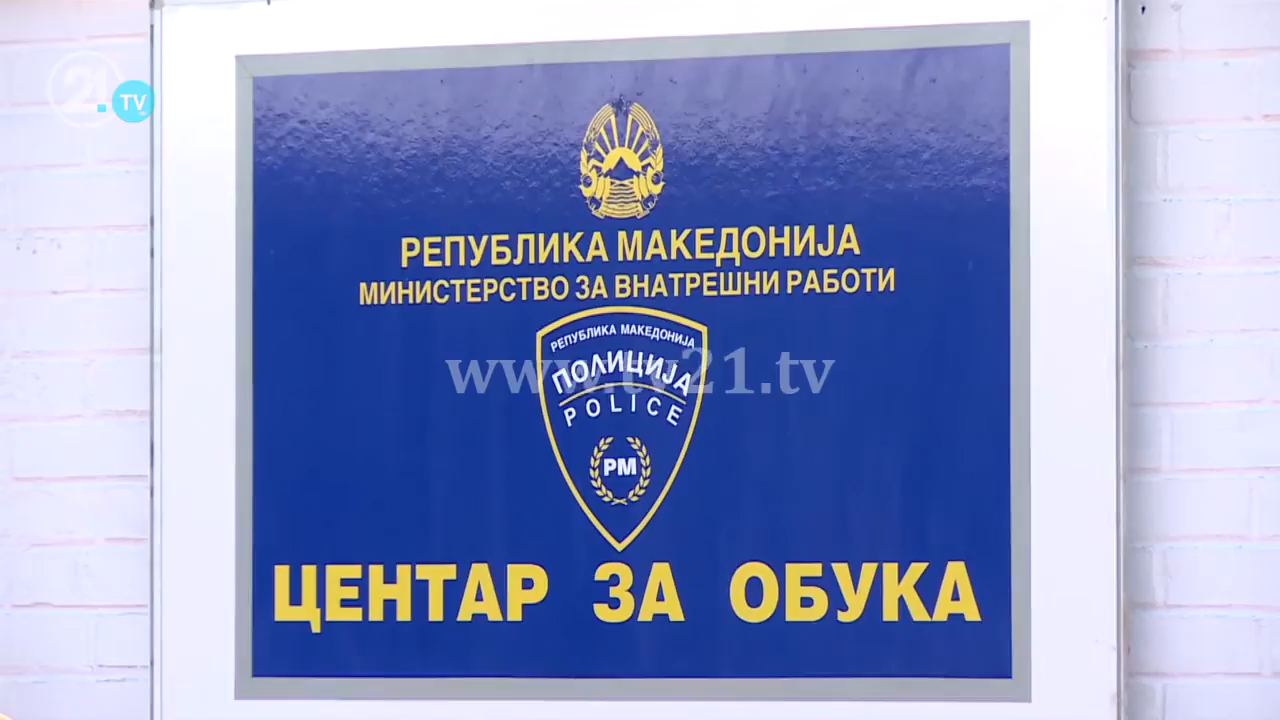 21. TV
РЕПУБЛИКА МАКЕДОНИЈА
МИНИСТЕРСТВО ЗА ВНАТРЕШНИ РАБОТИ
РЕПУБЛИКА МАКЕДОНИЈА
ПОЛИЦИЈА
www.tv21.tv
POLICE
РМ
ЦЕНТАР ЗА ОБУКА